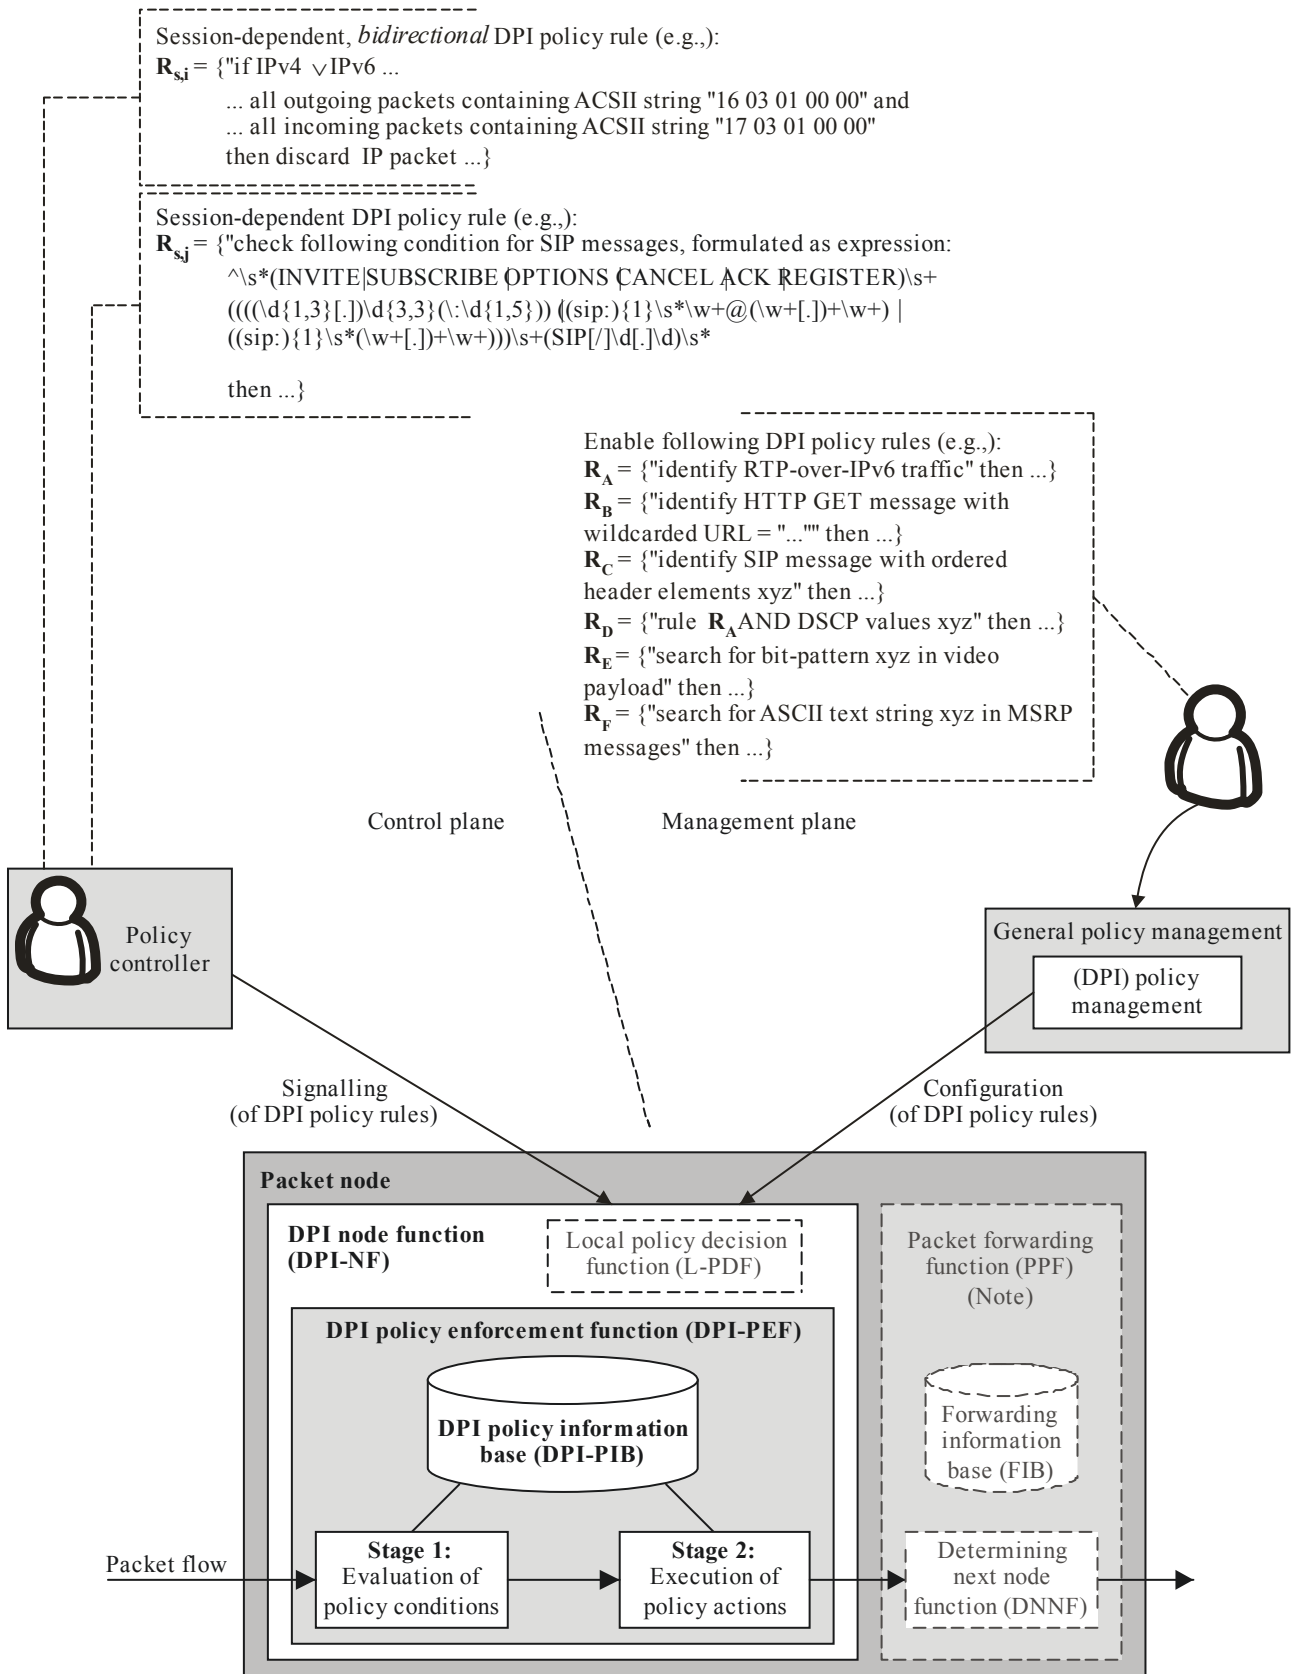 Session-dependent, bidirectional DPI policy rule (e.g.,):
R s,i = {"if IPv4 ∨ IPv6 ...
... all outgoing packets containing ACSII string "16 03 01 00 00" and
... all incoming packets containing ACSII string "17 03 01 00 00"
then discard IP packet ...}
Session-dependent DPI policy rule (e.g.,):
R s,j = {"check following condition for SIP messages, formulated as expression:
^\s*(INVITE|SUBSCRIBE|OPTIONS|CANCEL|ACK|REGISTER)\s+
((((\d{1,3}[.])\d{3,3}(\:\d{1,5})))|((sip:){1}\s*\w+@(\w+[.])+\w+) |
((sip:){1}\s*(\w+[.])+\w+)))\s+(SIP[/]\d[.]\d)\s*
then ...}
Enable following DPI policy rules (e.g.,):
R A = {"identify RTP-over-IPv6 traffic" then ...}
R B = {"identify HTTP GET message with
wildcarded URL = "..."" then ...}
R C = {"identify SIP message with ordered
header elements xyz" then ...}
R D = {"rule R A AND DSCP values xyz" then ...}
R E = {"search for bit-pattern xyz in video
payload" then ...}
R F = {"search for ASCII text string xyz in MSRP
messages" then ...}
Control plane
Management plane
Policy
controller
General policy management
(DPI) policy
management
Signalling
(of DPI policy rules)
Configuration
(of DPI policy rules)
Packet node
DPI node function
(DPI-NF)
Local policy decision
function (L-PDF)
Packet forwarding
function (PPF)
(Note)
DPI policy enforcement function (DPI-PEF)
DPI policy information
base (DPI-PIB)
Forwarding
information
base (FIB)
Packet flow
Stage 1:
Evaluation of
policy conditions
Stage 2:
Execution of
policy actions
Determining
next node
function (DNNF)